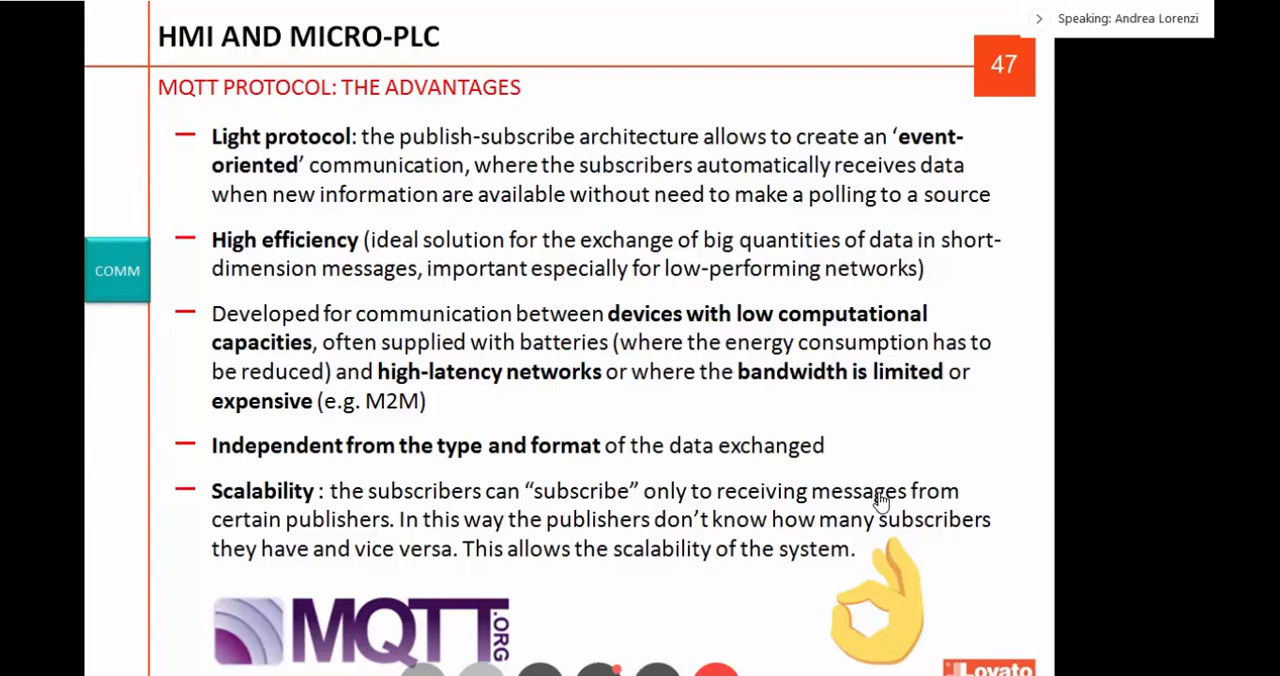 HMI AND MICRO-PLC
Speaking: Andrea Lorenzi
47
MQTT PROTOCOL: THE ADVANTAGES
Light protocol: the publish-subscribe architecture allows to create an ‘event-
oriented’ communication, where the subscribers automatically receives data
when new information are available without need to make a polling to a source
High efficiency (ideal solution for the exchange of big quantities of data in short-
dimension messages, important especially for low-performing networks)
COMM
Developed for communication between devices with low computational
capacities, often supplied with batteries (where the energy consumption has to
be reduced) and high-latency networks or where the bandwidth is limited or
expensive (e.g. M2M)
Independent from the type and format of the data exchanged
Scalability : the subscribers can “subscribe” only to receiving messages from
certain publishers. In this way the publishers don’t know how many subscribers
they have and vice versa. This allows the scalability of the system.
MQTT.ORG
Lovato